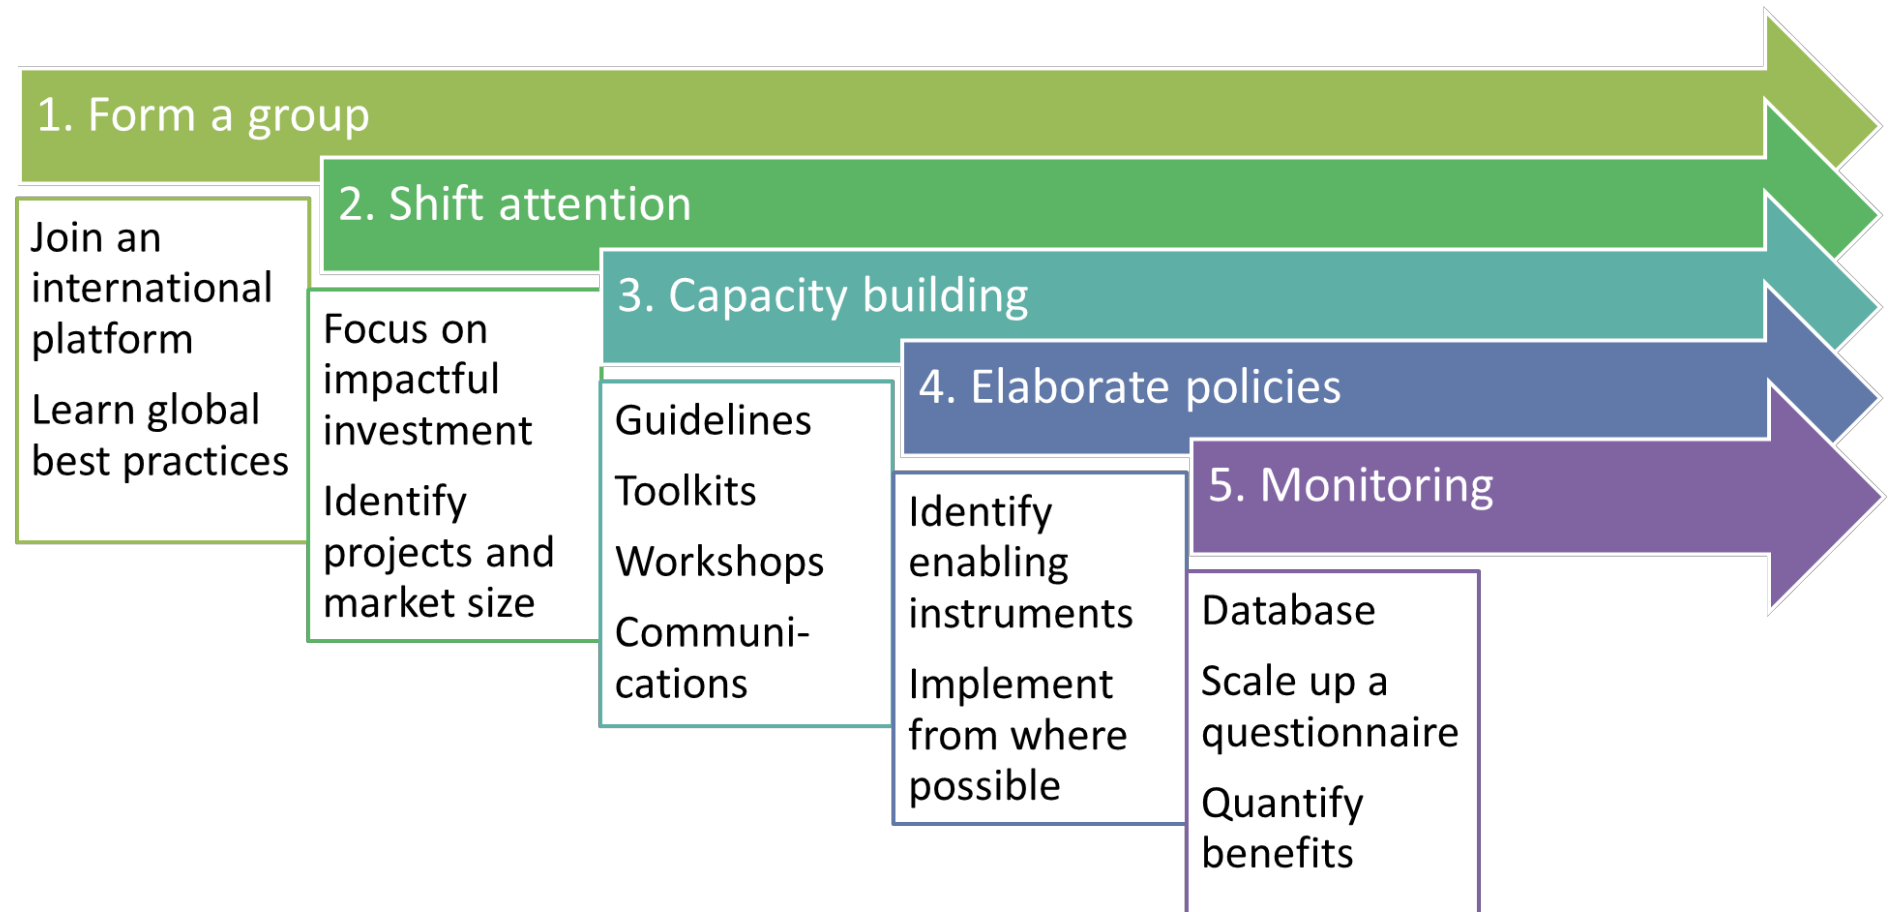 1. Form a group
Join an
international
platform
Learn global
best practices
2. Shift attention
Focus on
impactful
investment
Identify
projects and
market size
3. Capacity building
Guidelines
Toolkits
Workshops
Communi-
cations
4. Elaborate policies
Identify
enabling
instruments
Implement
from where
possible
5. Monitoring
Database
Scale up a
questionnaire
Quantify
benefits